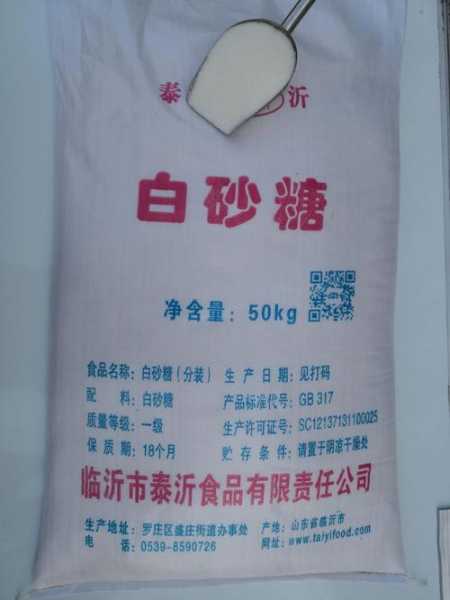 泰 沂
白砂糖
净含量：50kg
食品名称：白砂糖（分装） 生产日期：见打码
配 料：白砂糖 产品标准代号：GB 317
质量等级：一级 生产许可证号：SC12137131100025
保 质 期：18个月 贮存条件：请置于阴凉干燥处
临沂市泰沂食品有限责任公司
生产地址：罗庄区盛庄街道办事处 产地：山东省临沂市
电 话：0539-8590726 网址：www.taiyifood.com